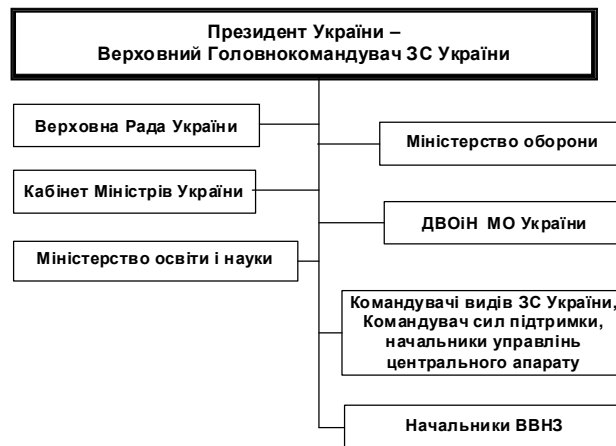 Президент України –
Верховний Головнокомандувач ЗС України
Верховна Рада України
Міністерство оборони
Кабінет Міністрів України
ДВОіН МО України
Міністерство освіти і науки
Командувачі видів ЗС України,
Командувач сил підтримки,
начальники управлінь
центрального апарату
Начальники ВВНЗ